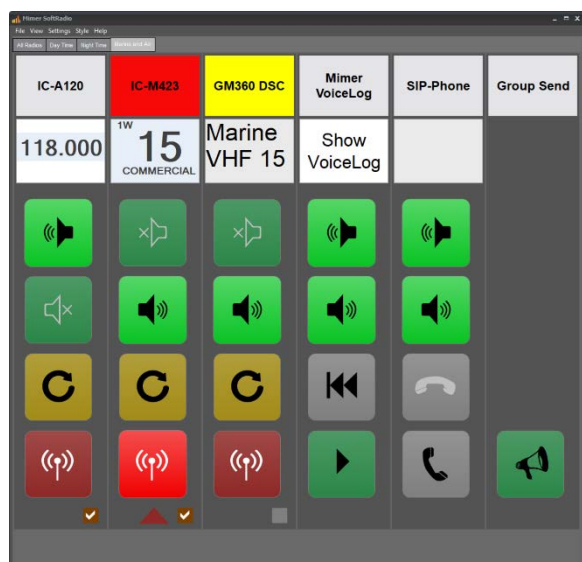 Mimer SoftRadio
File View Settings Style Help
All Radios Day Time Night Time
IC-A120
IC-M423
GM360 DSC
Mimer
VoiceLog
SIP-Phone
Group Send
118.000
1W
15
COMMERCIAL
Marine
VHF 15
Show
VoiceLog